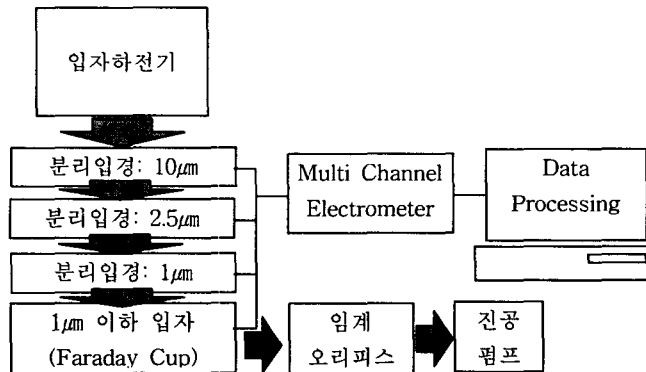 입자하전기
분리입경: 10㎛
분리입경: 2.5㎛
분리입경: 1㎛
1㎛ 이하 입자
(Faraday Cup)
Multi Channel
Electrometer
Data
Processing
임계
오리피스
진공
펌프